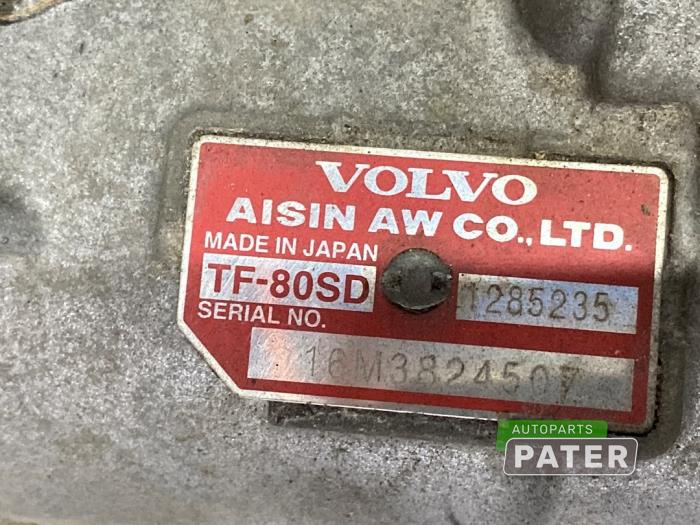 VOLVO
AISIN AW CO., LTD.
MADE IN JAPAN
TF-80SD 1285235
SERIAL NO.
16M3824507
AUTOPARTS
PATER